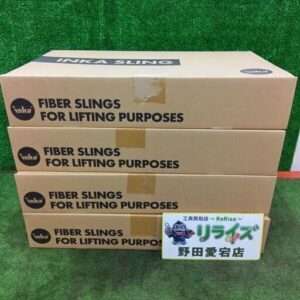 INKA SLING
inka
FIBER SLINGS
FOR LIFTING PURPOSES
inka
FIBER SLINGS
FOR LIFTING PURPOSES
inka
FIBER SLINGS
FOR LIFTING PURPOSES
inka
FIBER SLINGS
FOR LIFTING PURPOSES
工具買取店 ~ReRise~
リライズ
野田愛宕店